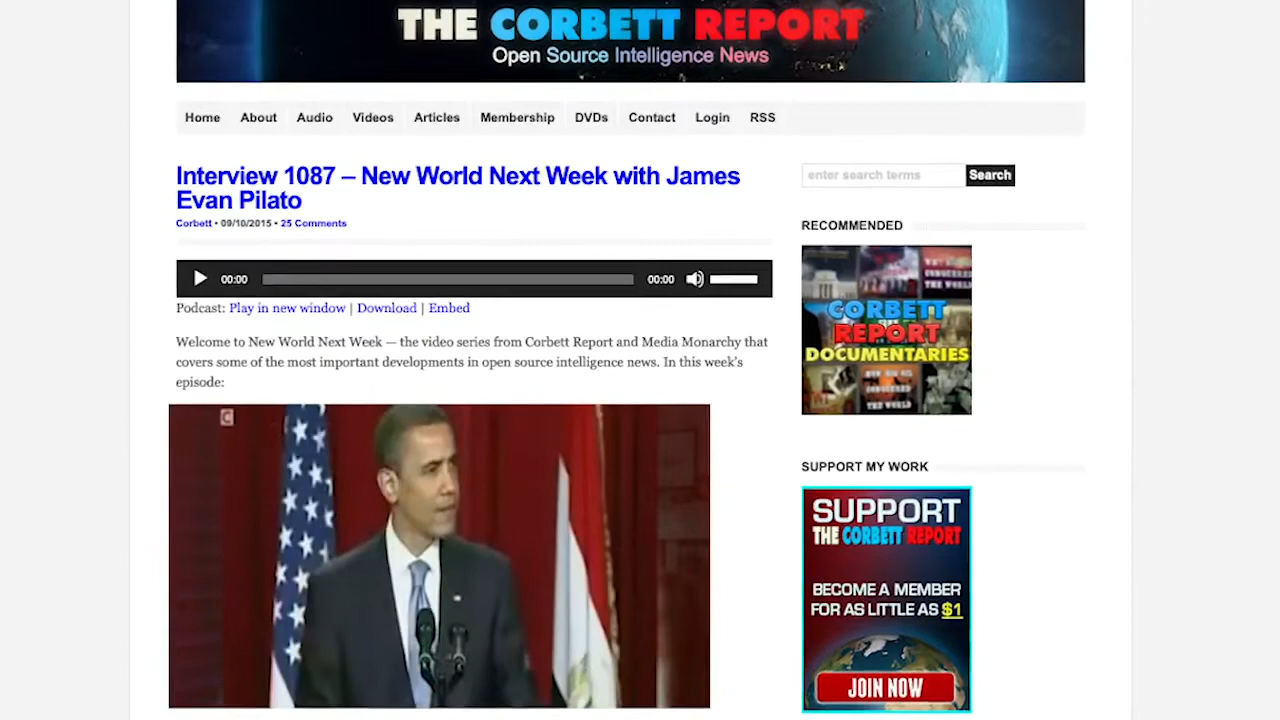 THE CORBETT REPORT
Open Source Intelligence News
Home About Audio Videos Articles Membership DVDs Contact Login RSS
Interview 1087 – New World Next Week with James
Evan Pilato
Corbett • 09/10/2015 • 25 Comments
00:00 00:00
Podcast: Play in new window | Download | Embed
Welcome to New World Next Week — the video series from Corbett Report and Media Monarchy that
covers some of the most important developments in open source intelligence news. In this week's
episode:
C
enter search terms Search
RECOMMENDED
CORBETT
REPORT
DOCUMENTARIES
SUPPORT MY WORK
SUPPORT
THE CORBETT REPORT
BECOME A MEMBER
FOR AS LITTLE AS $1
JOIN NOW